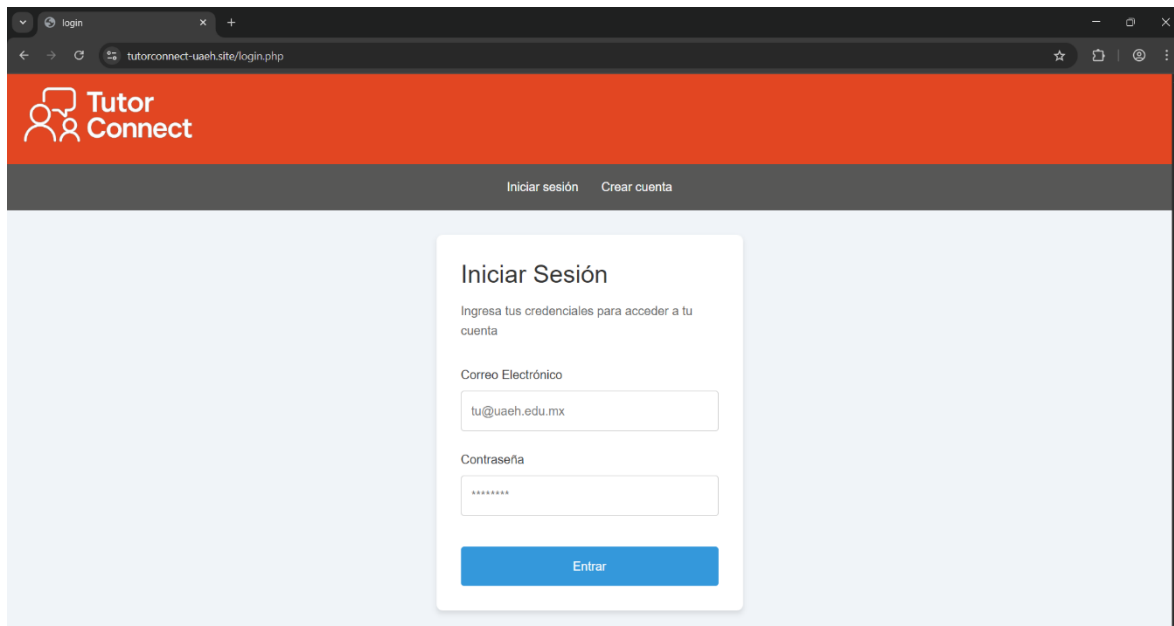 login
tutorconnect-uaeh.site/login.php
Tutor
Connect
Iniciar sesión Crear cuenta
Iniciar Sesión
Ingresa tus credenciales para acceder a tu
cuenta
Correo Electrónico
tu@uaeh.edu.mx
Contraseña
********
Entrar